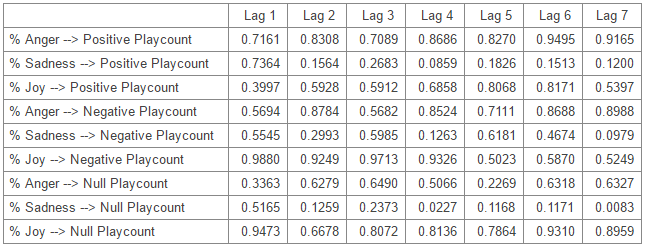 Lag 1 Lag 2 Lag 3 Lag 4 Lag 5 Lag 6 Lag 7
% Anger --> Positive Playcount 0.7161 0.8308 0.7089 0.8686 0.8270 0.9495 0.9165
% Sadness --> Positive Playcount 0.7364 0.1564 0.2683 0.0859 0.1826 0.1513 0.1200
% Joy --> Positive Playcount 0.3997 0.5928 0.5912 0.6858 0.8068 0.8171 0.5397
% Anger --> Negative Playcount 0.5694 0.8784 0.5682 0.8524 0.7111 0.8688 0.8988
% Sadness --> Negative Playcount 0.5545 0.2993 0.5985 0.1263 0.6181 0.4674 0.0979
% Joy --> Negative Playcount 0.9880 0.9249 0.9713 0.9326 0.5023 0.5870 0.5249
% Anger --> Null Playcount 0.3363 0.6279 0.6490 0.5066 0.2269 0.6318 0.6327
% Sadness --> Null Playcount 0.5165 0.1259 0.2373 0.0227 0.1168 0.1171 0.0083
% Joy --> Null Playcount 0.9473 0.6678 0.8072 0.8136 0.7864 0.9310 0.8959